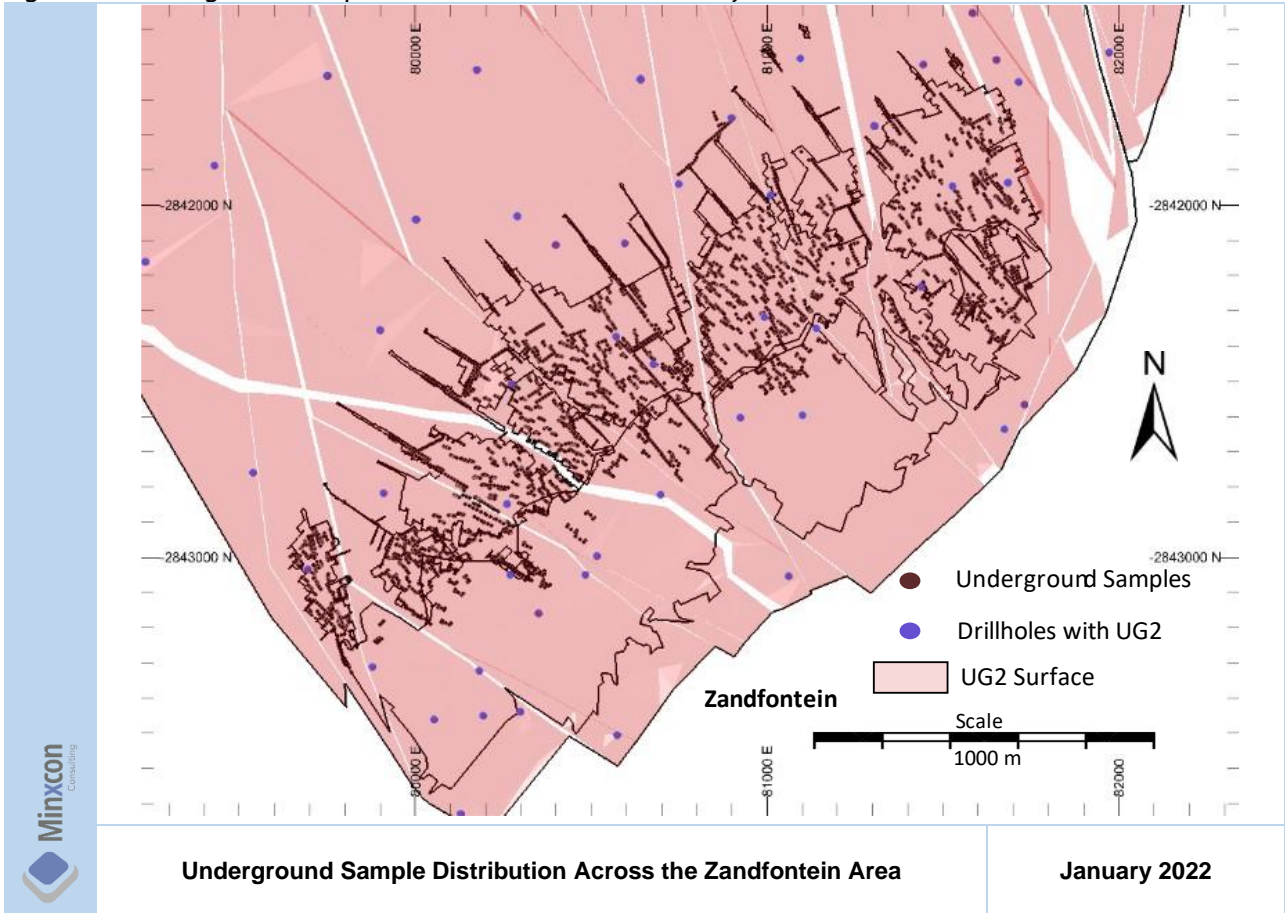 80000 E
81000 E
82000 E
-2842000 N
-2842000 N
N
-2843000 N
-2843000 N
Underground Samples
Drillholes with UG2
UG2 Surface
Zandfontein
Scale
1000 m
80000 E
81000 E
82000
Minxcon
Consulting
Underground Sample Distribution Across the Zandfontein Area
January 2022